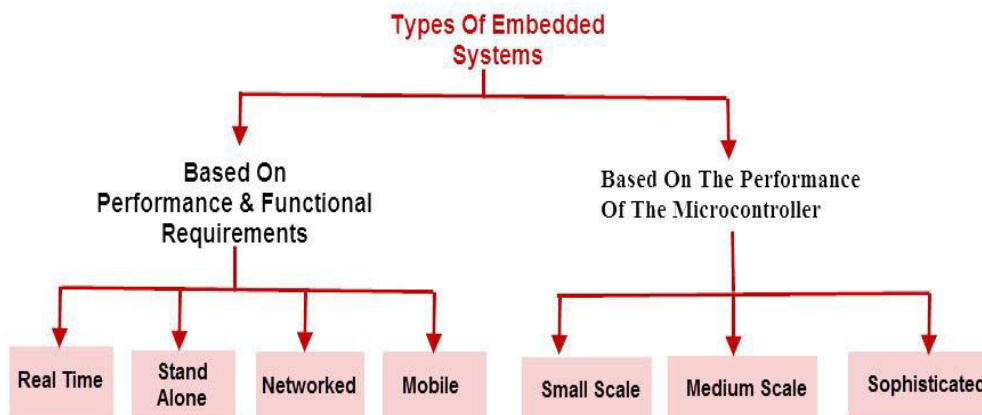 Types Of Embedded
Systems
Based On
Performance & Functional
Requirements
Based On The Performance
Of The Microcontroller
Real Time
Stand
Alone
Networked
Mobile
Small Scale
Medium Scale
Sophisticated